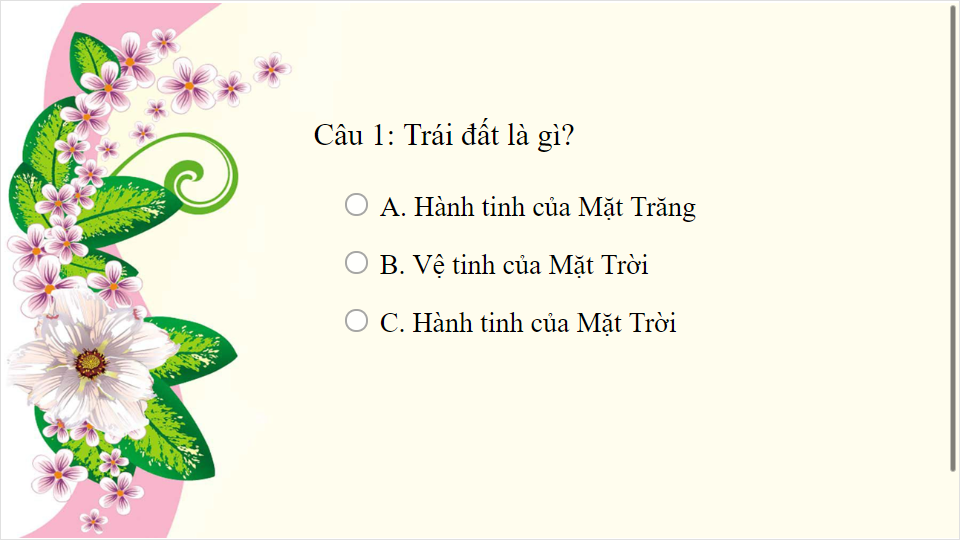 Câu 1: Trái đất là gì?
A. Hành tinh của Mặt Trăng
B. Vệ tinh của Mặt Trời
C. Hành tinh của Mặt Trời